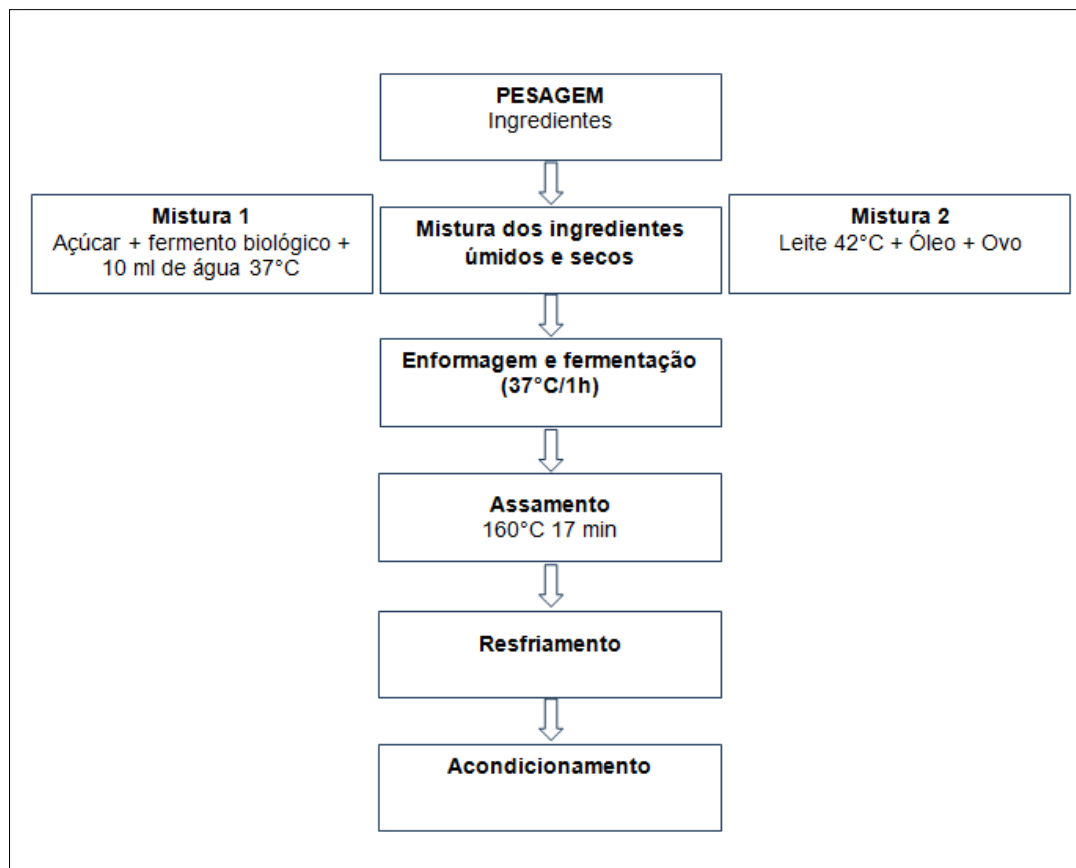 PESAGEM
Ingredientes
Mistura 1
Açúcar + fermento biológico +
10 ml de água 37°C
Mistura dos ingredientes
úmidos e secos
Mistura 2
Leite 42°C + Óleo + Ovo
Enformagem e fermentação
(37°C/1h)
Assamento
160°C 17 min
Resfriamento
Acondicionamento